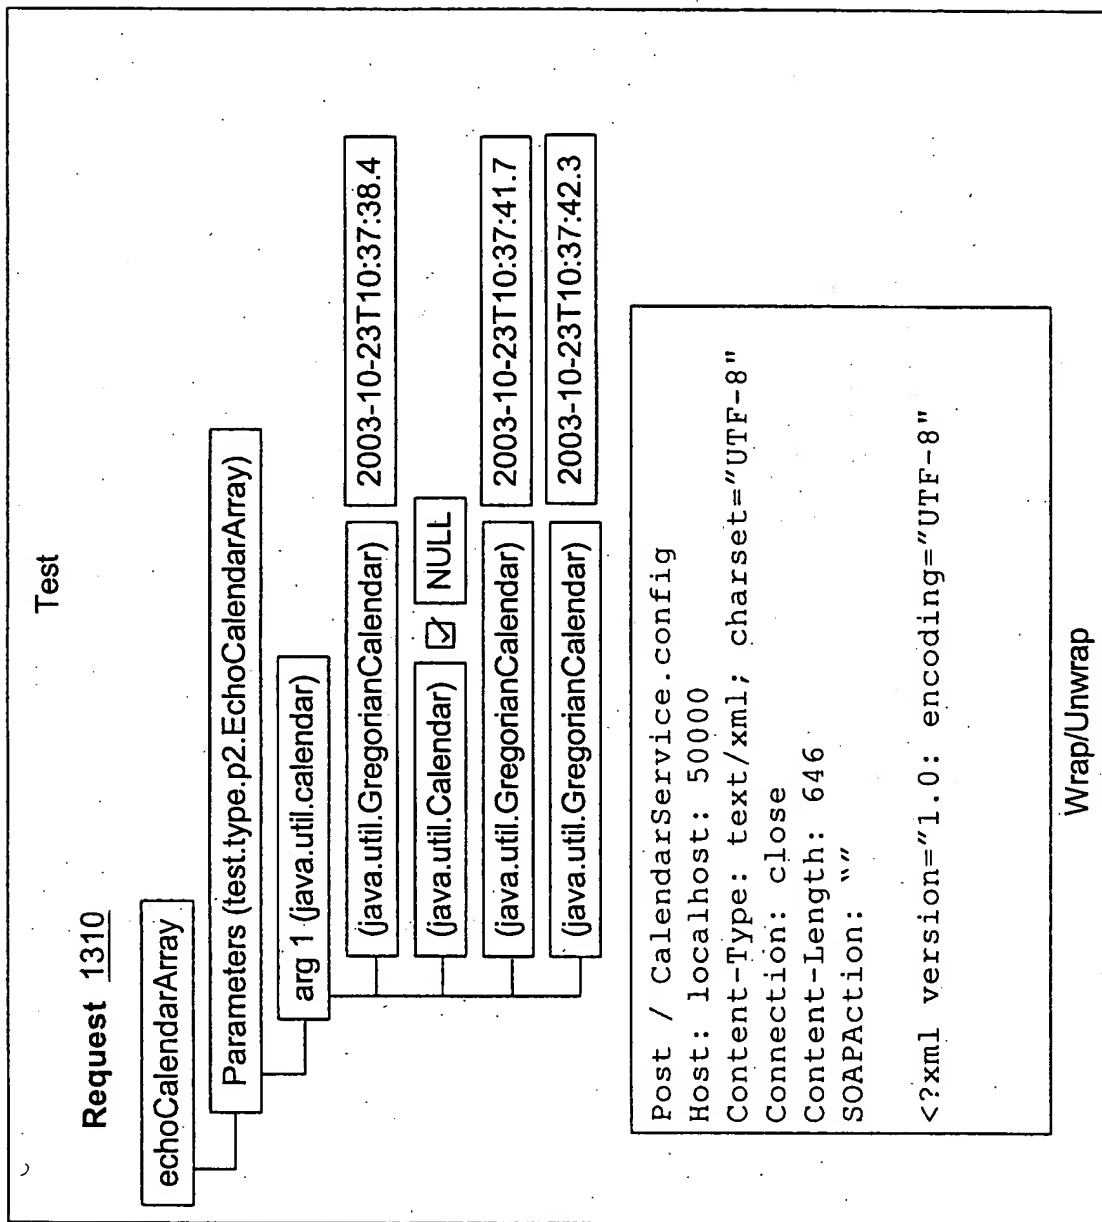 Test
Request 1310
echoCalendarArray
Parameters (test.type.p2.EchoCalendarArray)
arg 1 (java.util.calendar)
(java.util.GregorianCalendar) 2003-10-23T10:37:38.4
(java.util.Calendar) NULL
(java.util.GregorianCalendar) 2003-10-23T10:37:41.7
(java.util.GregorianCalendar) 2003-10-23T10:37:42.3
Post / CalendarService.config
Host: localhost: 50000
Content-Type: text/xml; charset="UTF-8"
Connection: close
Content-Length: 646
SOAPAction: ""
<?xml version="1.0: encoding="UTF-8"
Wrap/Unwrap